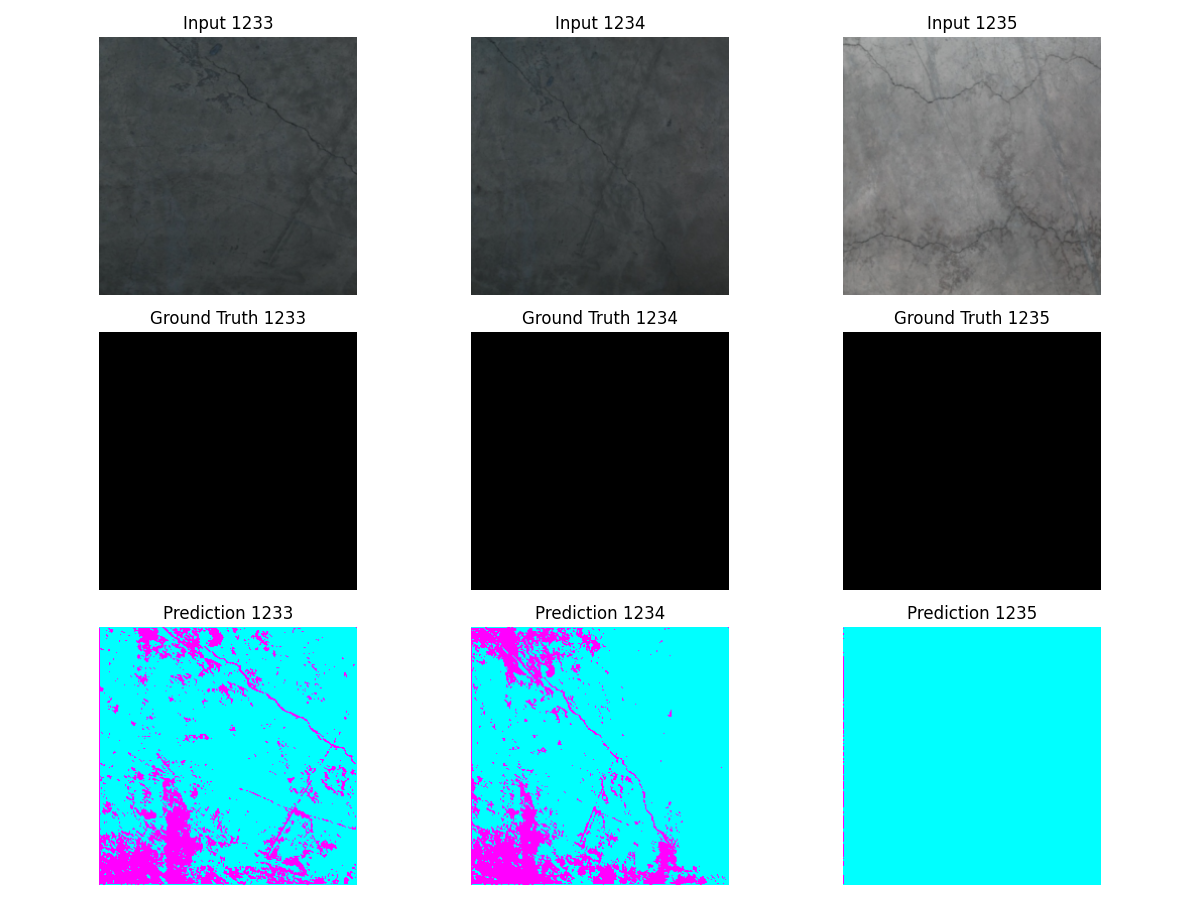 Input 1233
Input 1234
Input 1235
Ground Truth 1233
Ground Truth 1234
Ground Truth 1235
Prediction 1233
Prediction 1234
Prediction 1235